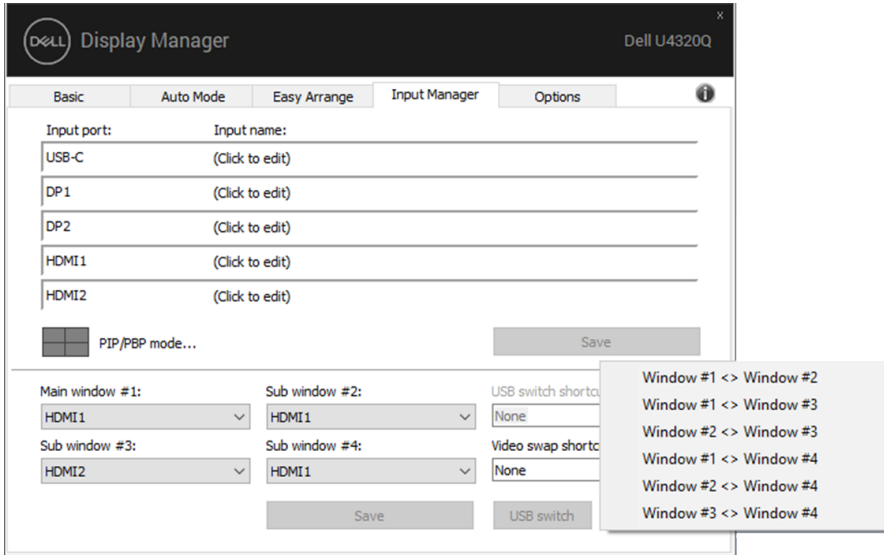 x
DELL Display Manager Dell U4320Q
Basic Auto Mode Easy Arrange Input Manager Options
Input port: Input name:
USB-C (Click to edit)
DP1 (Click to edit)
DP2 (Click to edit)
HDMI1 (Click to edit)
HDMI2 (Click to edit)
PIP/PBP mode... Save
Main window #1: Sub window #2: USB switch shortcu
HDMI1 HDMI1 None
Sub window #3: Sub window #4: Video swap shortc
HDMI2 HDMI1 None
Save USB switch
Window #1 <> Window #2
Window #1 <> Window #3
Window #2 <> Window #3
Window #1 <> Window #4
Window #2 <> Window #4
Window #3 <> Window #4